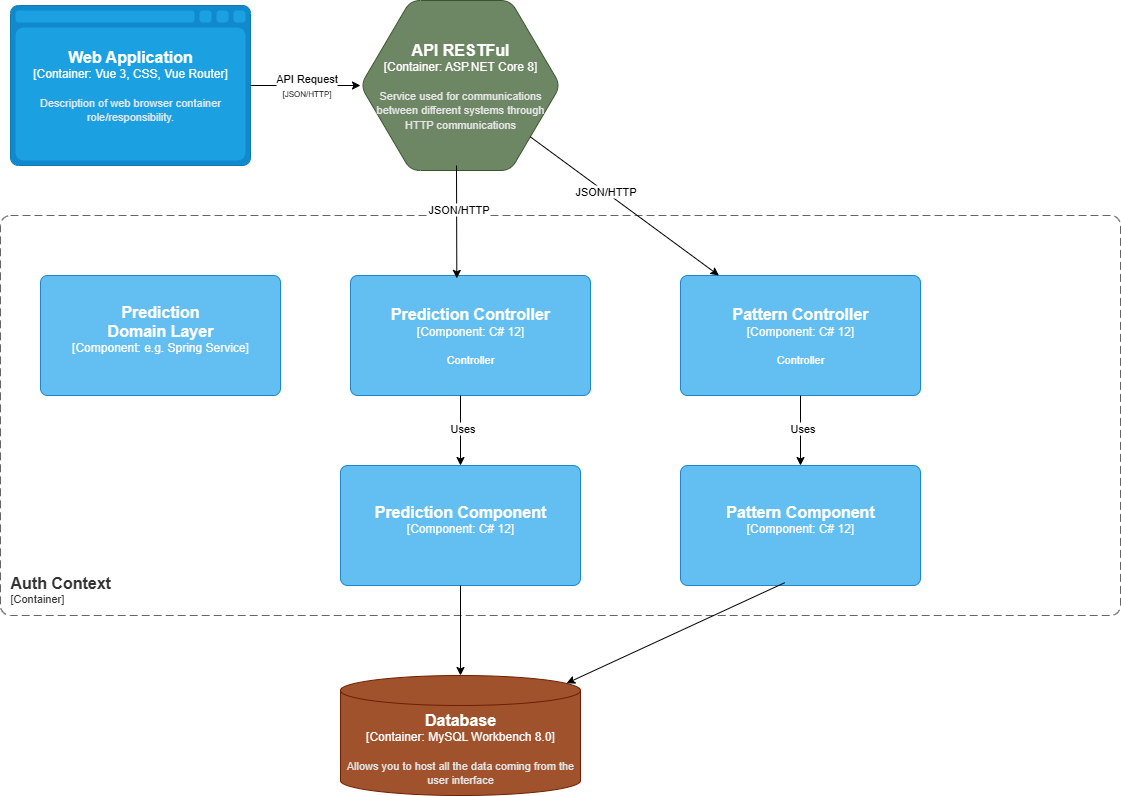 Web Application
[Container: Vue 3, CSS, Vue Router]
Description of web browser container
role/responsibility.
API Request
[JSON/HTTP]
API RESTFul
[Container: ASP.NET Core 8]
Service used for communications
between different systems through
HTTP communications
JSON/HTTP
JSON/HTTP
Prediction
Domain Layer
[Component: e.g. Spring Service]
Prediction Controller
[Component: C# 12]
Controller
Pattern Controller
[Component: C# 12]
Controller
Uses
Uses
Prediction Component
[Component: C# 12]
Pattern Component
[Component: C# 12]
Auth Context
[Container]
Database
[Container: MySQL Workbench 8.0]
Allows you to host all the data coming from the
user interface